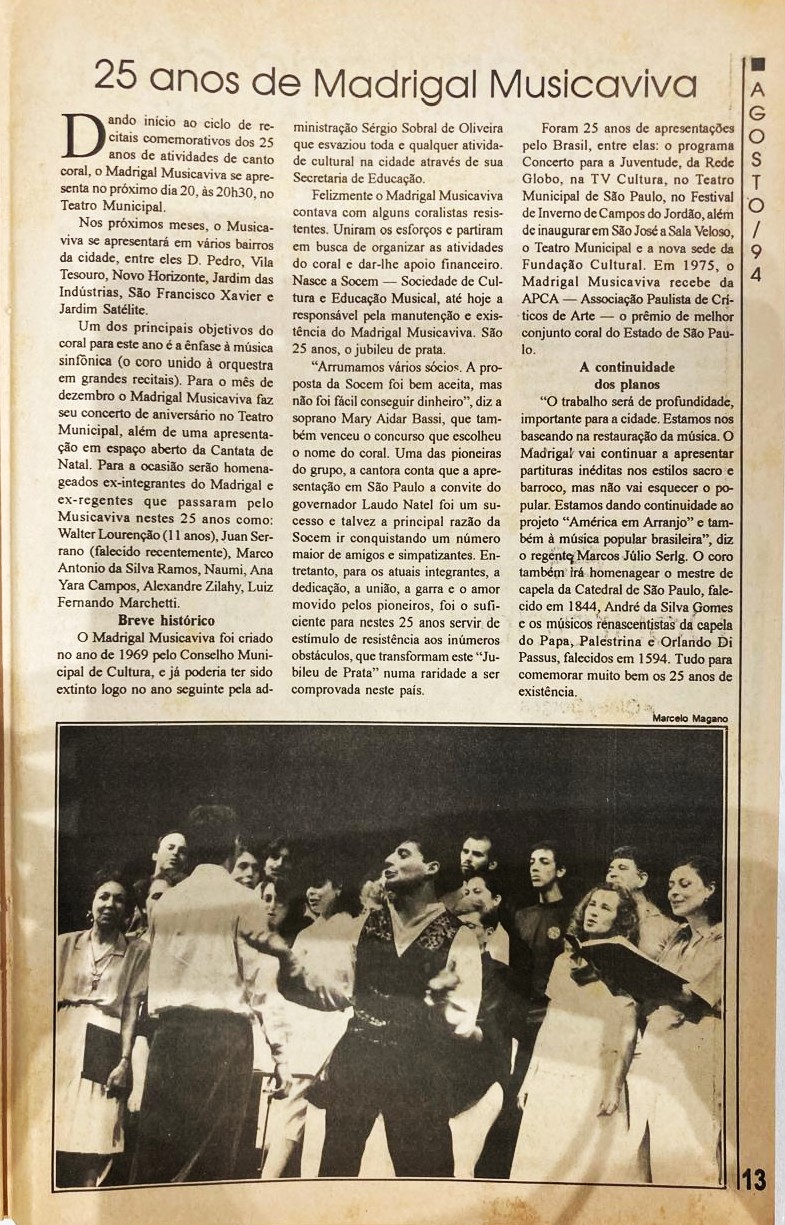 25 anos de Madrigal Musicaviva
AGOSTO/94
Dando início ao ciclo de re-
citais comemorativos dos 25
anos de atividades de canto
coral, o Madrigal Musicaviva se apre-
senta no próximo dia 20, às 20h30, no
Teatro Municipal.
Nos próximos meses, o Musica-
viva se apresentará em vários bairros
da cidade, entre eles D. Pedro, Vila
Tesouro, Novo Horizonte, Jardim das
Indústrias, São Francisco Xavier e
Jardim Satélite.
Um dos principais objetivos do
coral para este ano é a ênfase à música
sinfônica (o coro unido à orquestra
em grandes recitais). Para o mês de
dezembro o Madrigal Musicaviva faz
seu concerto de aniversário no Teatro
Municipal, além de uma apresenta-
ção em espaço aberto da Cantata de
Natal. Para a ocasião serão homena-
geados ex-integrantes do Madrigal e
ex-regentes que passaram pelo
Musicaviva nestes 25 anos como:
Walter Lourenção (11 anos), Juan Ser-
rano (falecido recentemente), Marco
Antonio da Silva Ramos, Naumi, Ana
Yara Campos, Alexandre Zilahy, Luiz
Fernando Marchetti.
Breve histórico
O Madrigal Musicaviva foi criado
no ano de 1969 pelo Conselho Muni-
cipal de Cultura, e já poderia ter sido
extinto logo no ano seguinte pela ad-
ministração Sérgio Sobral de Oliveira
que esvaziou toda e qualquer ativida-
de cultural na cidade através de sua
Secretaria de Educação.
Felizmente o Madrigal Musicaviva
contava com alguns coralistas resis-
tentes. Uniram os esforços e partiram
em busca de organizar as atividades
do coral e dar-lhe apoio financeiro.
Nasce a Socem — Sociedade de Cul-
tura e Educação Musical, até hoje a
responsável pela manutenção e exis-
tência do Madrigal Musicaviva. São
25 anos, o jubileu de prata.
“Arrumamos vários sócios. A pro-
posta da Socem foi bem aceita, mas
não foi fácil conseguir dinheiro”, diz a
soprano Mary Aidar Bassi, que tam-
bém venceu o concurso que escolheu
o nome do coral. Uma das pioneiras
do grupo, a cantora conta que a apre-
sentação em São Paulo a convite do
governador Laudo Natel foi um su-
cesso e talvez a principal razão da
Socem ir conquistando um número
maior de amigos e simpatizantes. En-
tretanto, para os atuais integrantes, a
dedicação, a união, a garra e o amor
movido pelos pioneiros, foi o sufi-
ciente para nestes 25 anos servir de
estímulo de resistência aos inúmeros
obstáculos, que transformam este “Ju-
bileu de Prata” numa raridade a ser
comprovada neste país.
Foram 25 anos de apresentações
pelo Brasil, entre elas: o programa
Concerto para a Juventude, da Rede
Globo, na TV Cultura, no Teatro
Municipal de São Paulo, no Festival
de Inverno de Campos do Jordão, além
de inaugurar em São José a Sala Veloso,
o Teatro Municipal e a nova sede da
Fundação Cultural. Em 1975, o
Madrigal Musicaviva recebe da
APCA — Associação Paulista de Crí-
ticos de Arte — o prêmio de melhor
conjunto coral do Estado de São Pau-
lo.
A continuidade
dos planos
“O trabalho será de profundidade,
importante para a cidade. Estamos nos
baseando na restauração da música. O
Madrigal vai continuar a apresentar
partituras inéditas nos estilos sacro e
barroco, mas não vai esquecer o po-
pular. Estamos dando continuidade ao
projeto “América em Arranjo” e tam-
bém à música popular brasileira”, diz
o regente Marcos Júlio Serlg. O coro
também irá homenagear o mestre de
capela da Catedral de São Paulo, fale-
cido em 1844, André da Silva Gomes
e os músicos renascentistas da capela
do Papa, Palestrina e Orlando Di
Passus, falecidos em 1594. Tudo para
comemorar muito bem os 25 anos de
existência.
Marcelo Magano
13